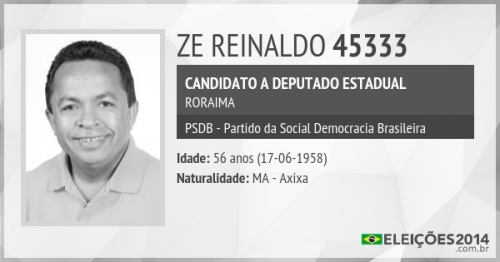 ZE REINALDO 45333
CANDIDATO A DEPUTADO ESTADUAL
RORAIMA
PSDB - Partido da Social Democracia Brasileira
Idade: 56 anos (17-06-1958)
Naturalidade: MA - Axixa
ELEIÇÕES2014
.com.br